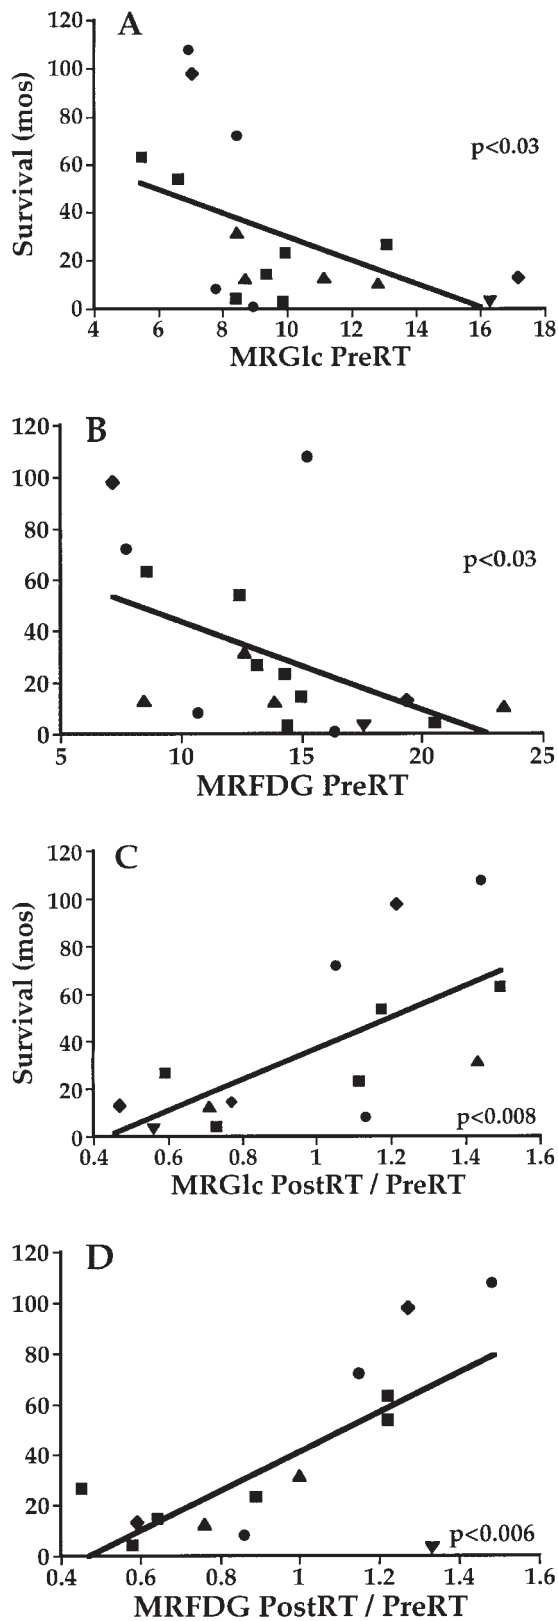 A
120
100
80
60
40
20
0
Survival (mos)
p<0.03
4 6 8 10 12 14 16 18
MRGlc PreRT
B
120
100
80
60
40
20
0
p<0.03
5 10 15 20 25
MRFDG PreRT
C
120
100
80
60
40
20
0
Survival (mos)
p<0.008
0.4 0.6 0.8 1 1.2 1.4 1.6
MRGlc PostRT / PreRT
D
120
100
80
60
40
20
0
p<0.006
0.4 0.6 0.8 1 1.2 1.4 1.6
MRFDG PostRT / PreRT